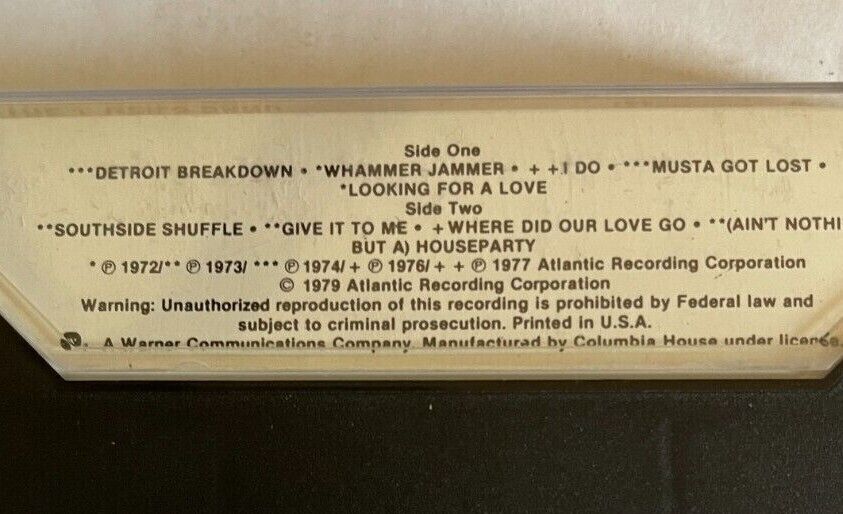 Side One
***DETROIT BREAKDOWN • *WHAMMER JAMMER • + +.I DO • ***MUSTA GOT LOST •
*LOOKING FOR A LOVE
Side Two
**SOUTHSIDE SHUFFLE • **GIVE IT TO ME • +WHERE DID OUR LOVE GO • **(AIN'T NOTHI
BUT A) HOUSEPARTY
* ℗ 1972/** ℗ 1973/ *** ℗ 1974/ + ℗ 1976/ + + ℗ 1977 Atlantic Recording Corporation
© 1979 Atlantic Recording Corporation
Warning: Unauthorized reproduction of this recording is prohibited by Federal law and
subject to criminal prosecution. Printed in U.S.A.
A Warner Communications Company. Manufactured by Columbia House under license.